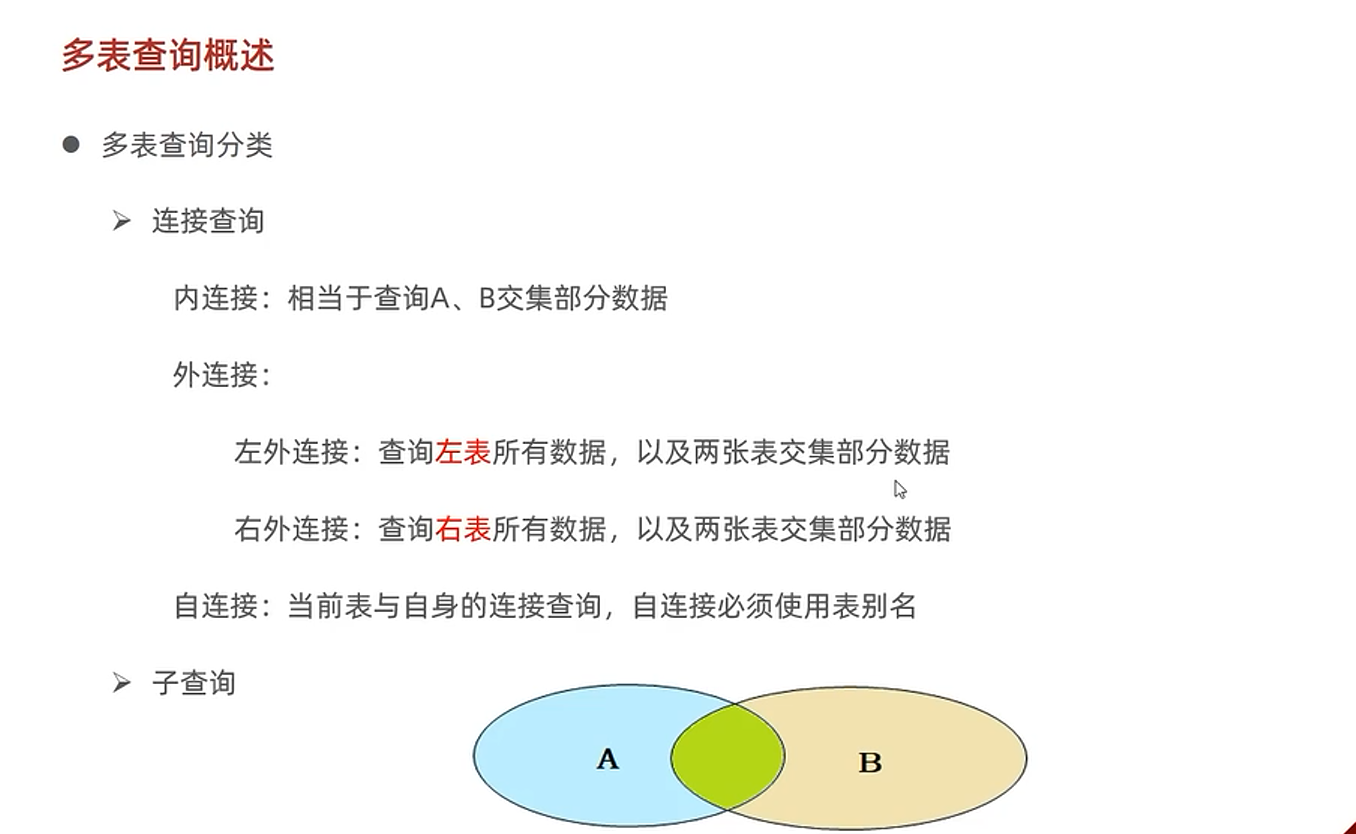 多表查询概述
多表查询分类
连接查询
内连接：相当于查询A、B交集部分数据
外连接：
左外连接：查询左表所有数据，以及两张表交集部分数据
右外连接：查询右表所有数据，以及两张表交集部分数据
自连接：当前表与自身的连接查询，自连接必须使用表别名
子查询
A
B